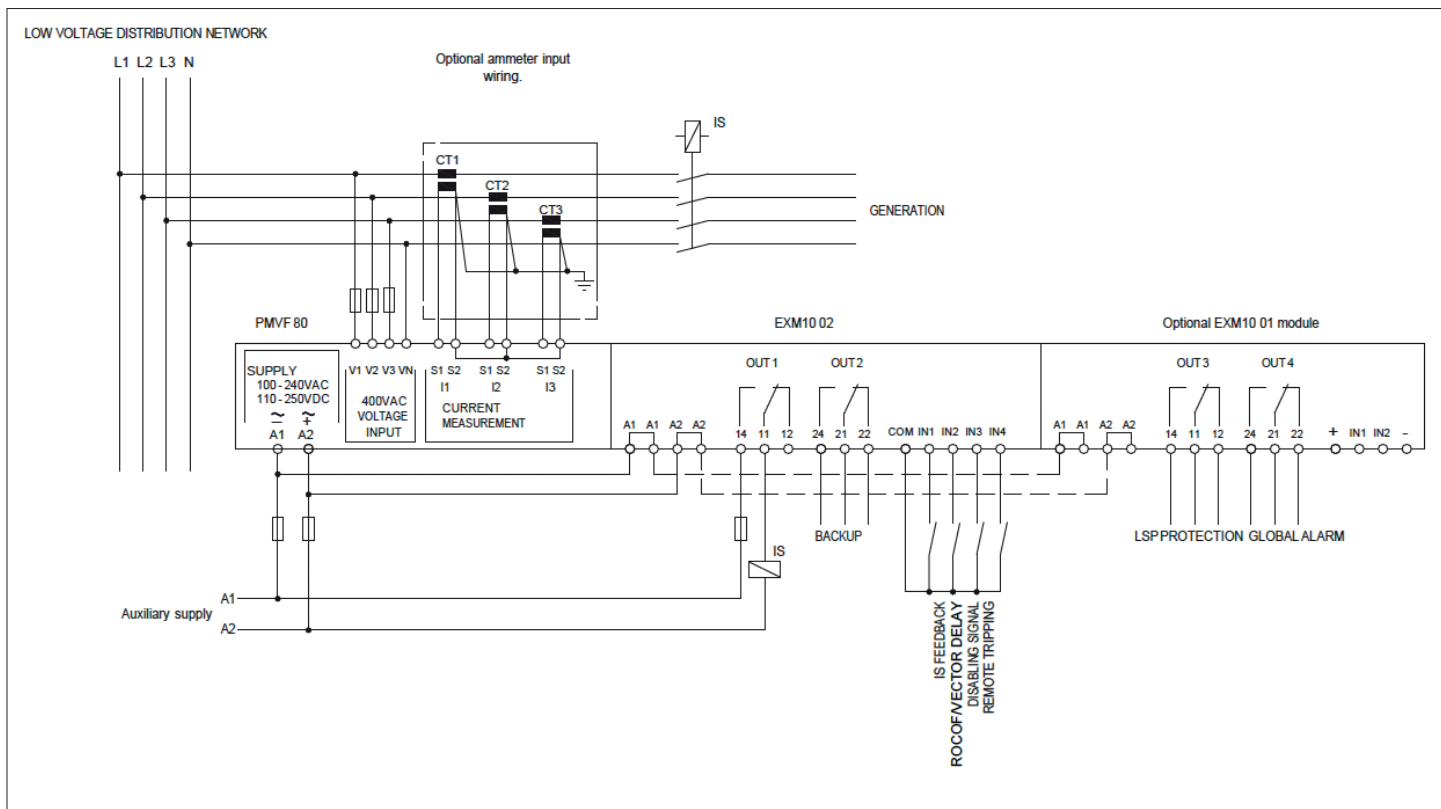 LOW VOLTAGE DISTRIBUTION NETWORK
L1 L2 L3 N
Optional ammeter input
wiring.
IS
CT1
CT2
CT3
GENERATION
PMVF 80
EXM10 02
Optional EXM10 01 module
SUPPLY
100 - 240VAC
110 - 250VDC
~ ~
− +
A1 A2
V1 V2 V3 VN
400VAC
VOLTAGE
INPUT
S1 S2 S1 S2 S1 S2
I1 I2 I3
CURRENT
MEASUREMENT
OUT 1 OUT 2
A1 A1 A2 A2 14 11 12 24 21 22 COM IN1 IN2 IN3 IN4
OUT 3 OUT 4
A1 A1 A2 A2 14 11 12 24 21 22 + IN1 IN2 -
BACKUP
LSP PROTECTION GLOBAL ALARM
IS
Auxiliary supply
A1
A2
IS FEEDBACK
ROCOF/VECTOR DELAY
DISABLING SIGNAL
REMOTE TRIPPING